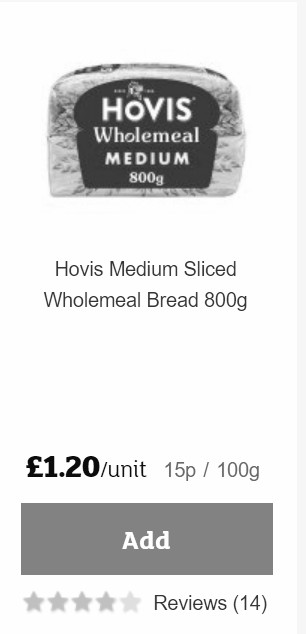 HOVIS
Wholemeal
MEDIUM
800g
Hovis Medium Sliced
Wholemeal Bread 800g
£1.20/unit 15p / 100g
Add
Reviews (14)